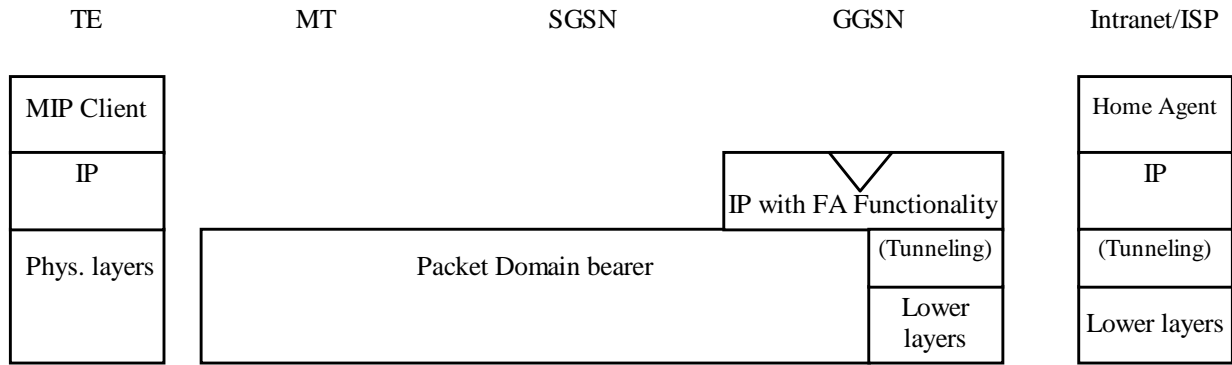 TE MT SGSN GGSN Intranet/ISP
MIP Client
Home Agent
IP
IP
IP with FA Functionality
Phys. layers
Packet Domain bearer
(Tunneling)
(Tunneling)
Lower
layers
Lower layers